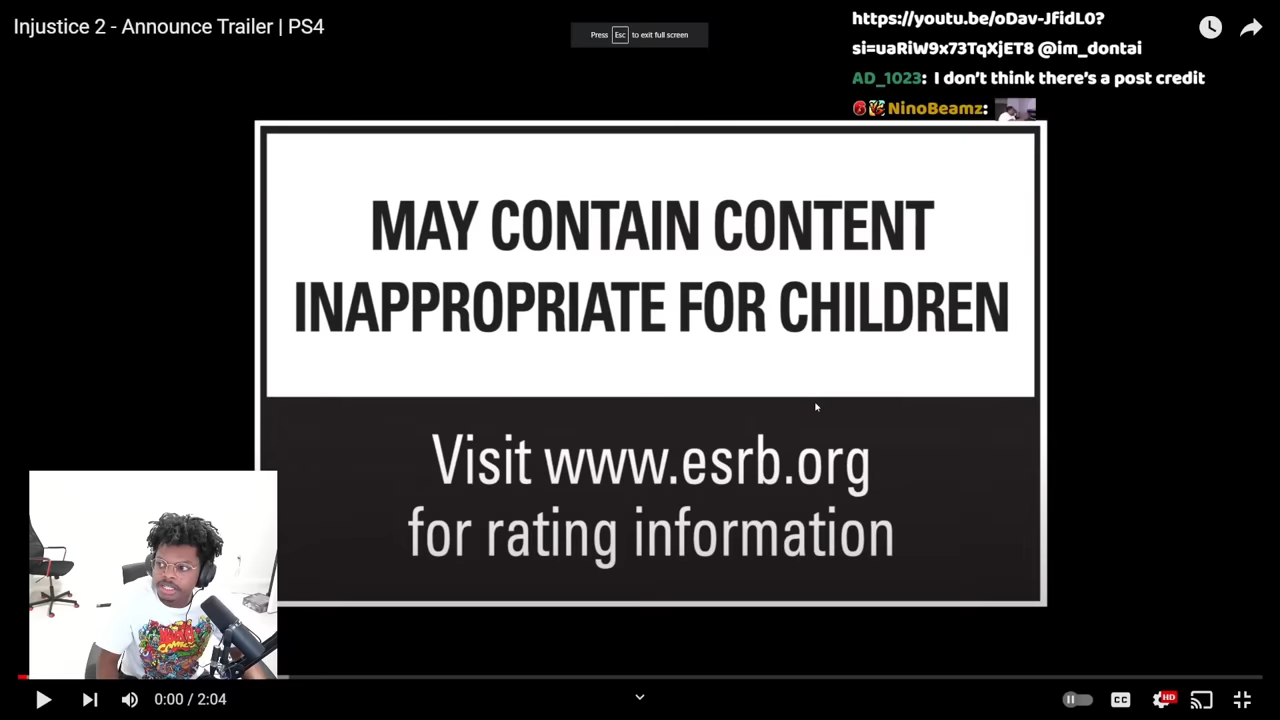 Injustice 2 - Announce Trailer | PS4
Press Esc to exit full screen
https://youtu.be/oDav-JfidL0?
si=uaRiW9x73TqXjET8 @im_dontai
AD_1023: I don't think there's a post credit
NinoBeamz:
MAY CONTAIN CONTENT
INAPPROPRIATE FOR CHILDREN
Visit www.esrb.org
for rating information
0:00 / 2:04
CC
HD